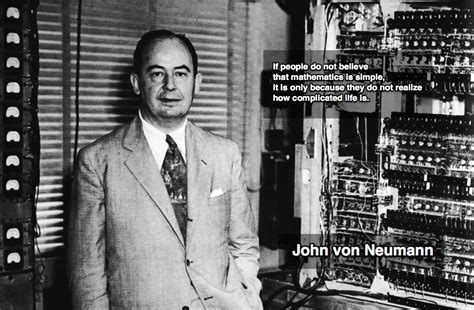 If people do not believe
that mathematics is simple,
it is only because they do not realize
how complicated life is.
John von Neumann